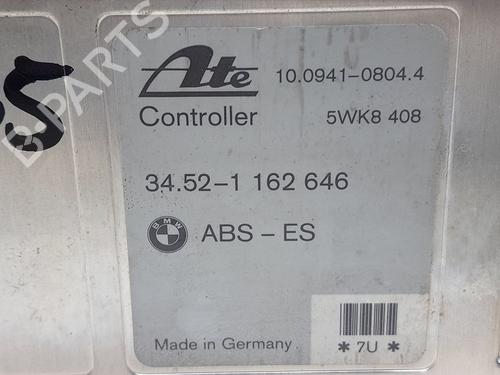 B-PARTS
Ate 10.0941-0804.4
Controller 5WK8 408
34.52-1 162 646
BMW ABS - ES
Made in Germany * 7U *